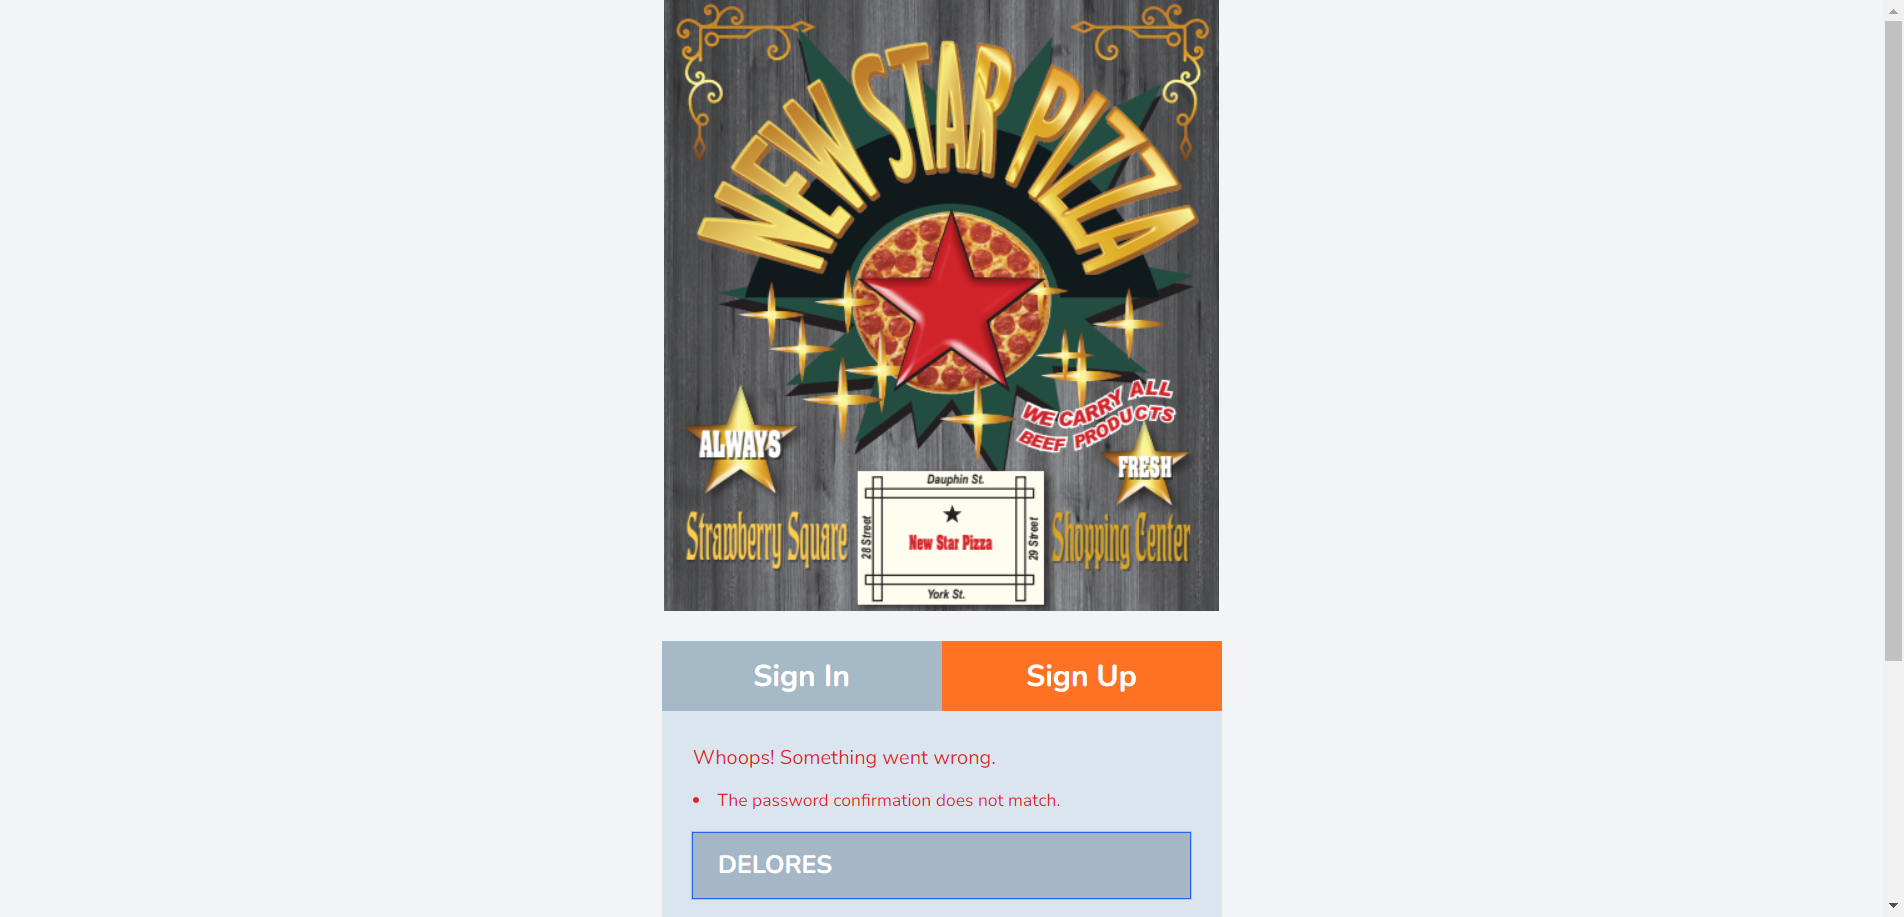 NEW STAR PIZZA
WE CARRY ALL
BEEF PRODUCTS
ALWAYS
FRESH
Strawberry Square
Shopping Center
Dauphin St.
28 Street
New Star Pizza
29 Street
York St.
Sign In
Sign Up
Whoops! Something went wrong.
• The password confirmation does not match.
DELORES